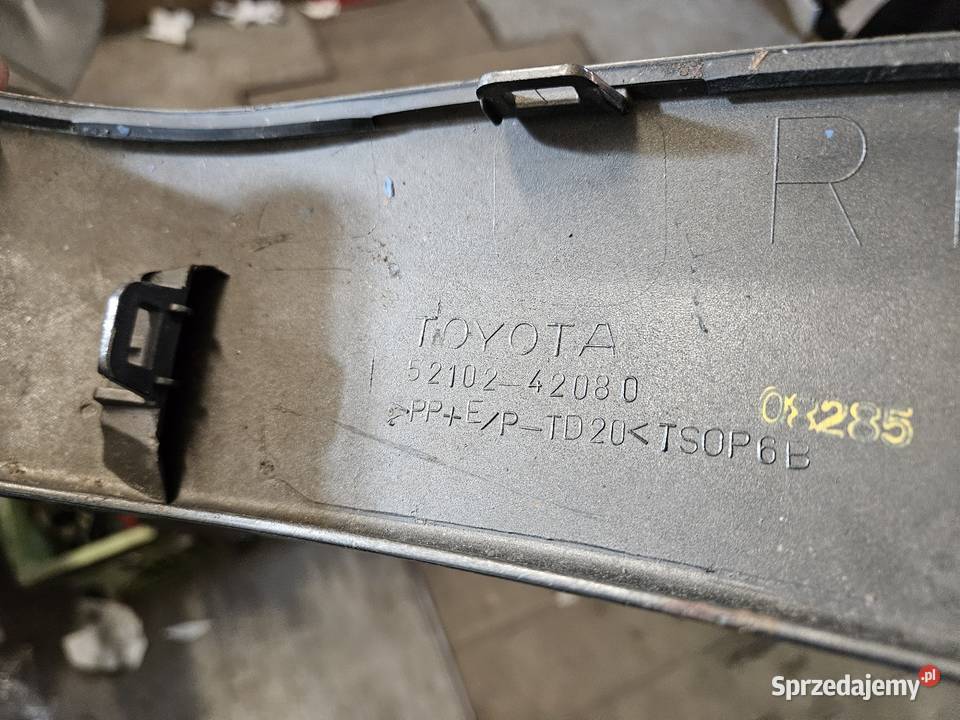 R
TOYOTA
52102-42080
>PP+E/P-TD20<TSOP6B
Sprzedajemy.pl